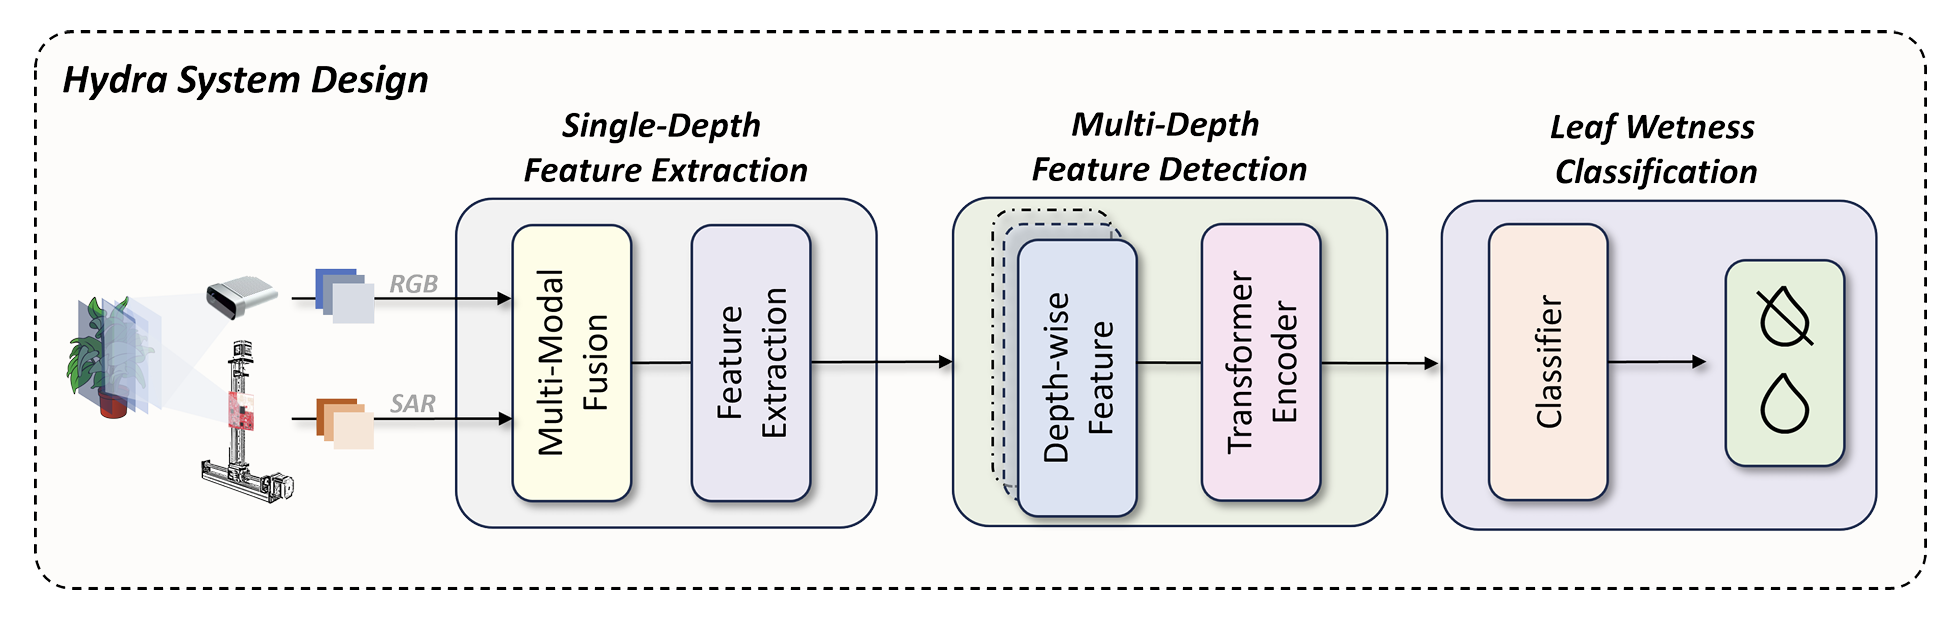 Hydra System Design
Single-Depth
Feature Extraction
Multi-Depth
Feature Detection
Leaf Wetness
Classification
RGB
SAR
Multi-Modal
Fusion
Feature
Extraction
Depth-wise
Feature
Transformer
Encoder
Classifier